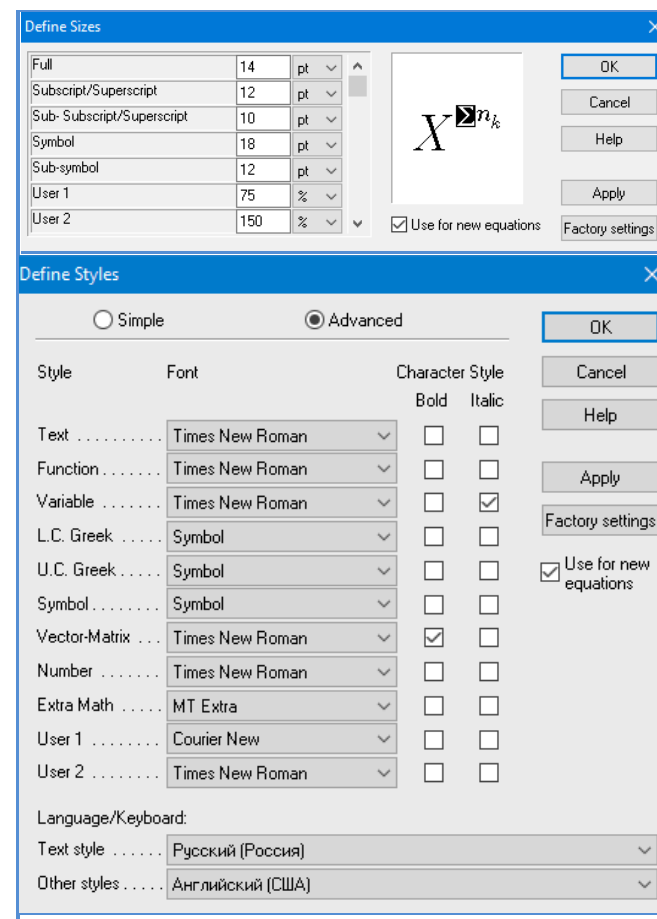 Define Sizes
Full 14 pt
Subscript/Superscript 12 pt
Sub- Subscript/Superscript 10 pt
Symbol 18 pt
Sub-symbol 12 pt
User 1 75 %
User 2 150 %
X Σ n k
Use for new equations
OK
Cancel
Help
Apply
Factory settings
Define Styles
Simple Advanced
Style Font Character Style
Bold Italic
Text .......... Times New Roman
Function ....... Times New Roman
Variable ....... Times New Roman
L.C. Greek ..... Symbol
U.C. Greek ..... Symbol
Symbol ........ Symbol
Vector-Matrix ... Times New Roman
Number ....... Times New Roman
Extra Math ..... MT Extra
User 1 ........ Courier New
User 2 ........ Times New Roman
Language/Keyboard:
Text style ...... Русский (Россия)
Other styles ..... Английский (США)
OK
Cancel
Help
Apply
Factory settings
Use for new
equations